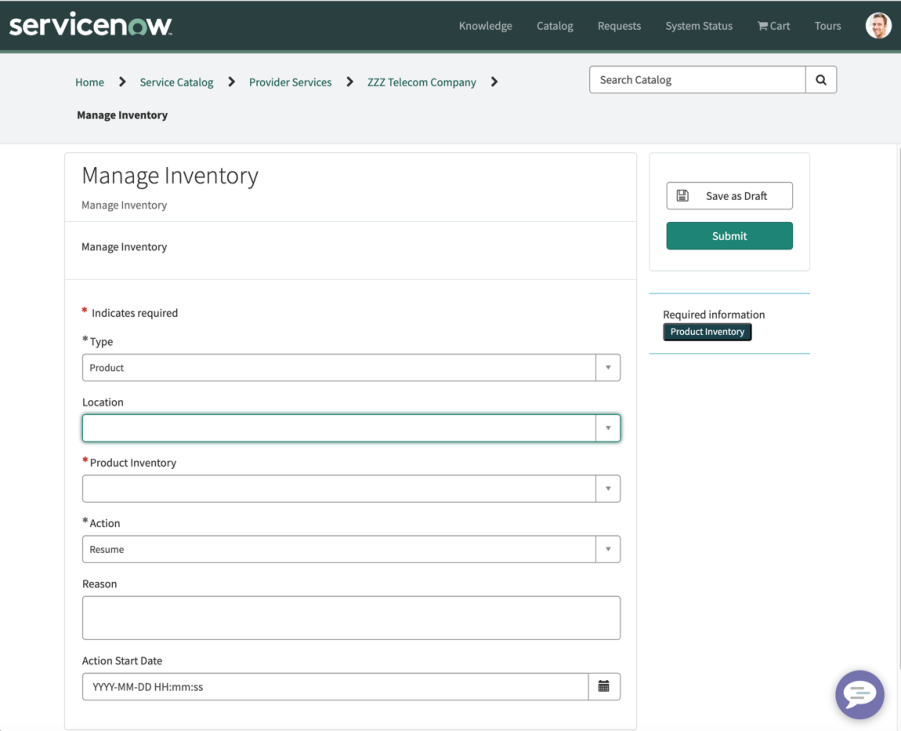 servicenow
Knowledge Catalog Requests System Status Cart Tours
Home Service Catalog Provider Services ZZZ Telecom Company
Search Catalog
Manage Inventory
Manage Inventory
Manage Inventory
Manage Inventory
Save as Draft
Submit
Required information
Product Inventory
* Indicates required
* Type
Product
Location
* Product Inventory
* Action
Resume
Reason
Action Start Date
YYYY-MM-DD HH:mm:ss